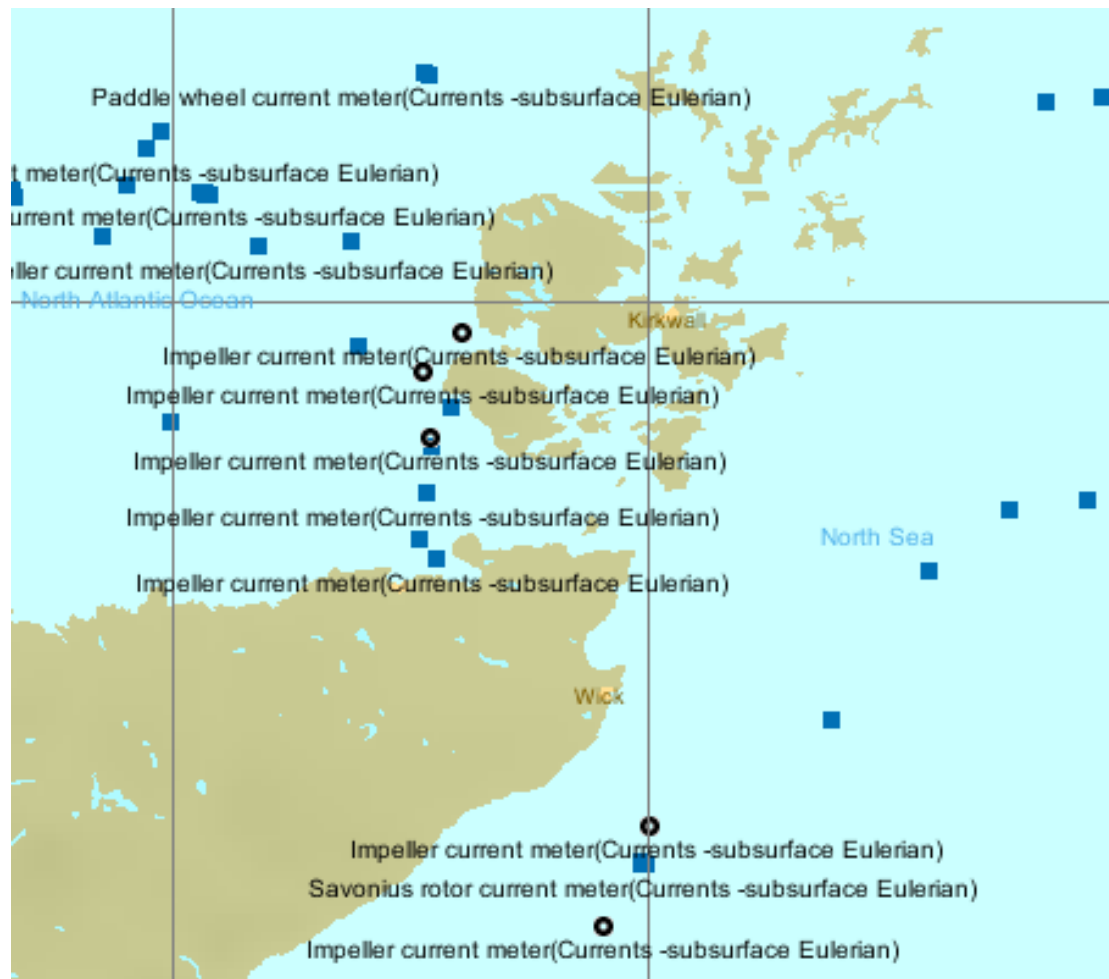 Paddle wheel current meter(Currents -subsurface Eulerian)
t meter(Currents -subsurface Eulerian)
urrent meter(Currents -subsurface Eulerian)
eller current meter(Currents -subsurface Eulerian)
North Atlantic Ocean
Kirkwall
Impeller current meter(Currents -subsurface Eulerian)
Impeller current meter(Currents -subsurface Eulerian)
Impeller current meter(Currents -subsurface Eulerian)
Impeller current meter(Currents -subsurface Eulerian)
North Sea
Impeller current meter(Currents -subsurface Eulerian)
Wick
Impeller current meter(Currents -subsurface Eulerian)
Savonius rotor current meter(Currents -subsurface Eulerian)
Impeller current meter(Currents -subsurface Eulerian)